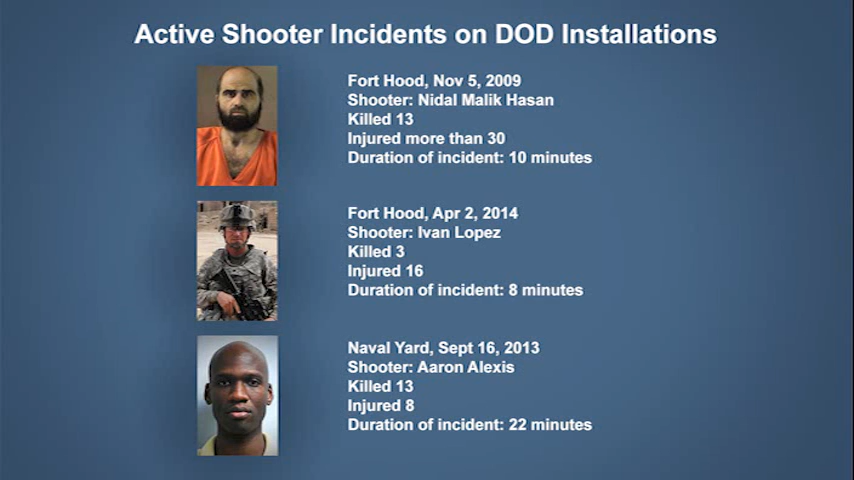 Active Shooter Incidents on DOD Installations
Fort Hood, Nov 5, 2009
Shooter: Nidal Malik Hasan
Killed 13
Injured more than 30
Duration of incident: 10 minutes
Fort Hood, Apr 2, 2014
Shooter: Ivan Lopez
Killed 3
Injured 16
Duration of incident: 8 minutes
Naval Yard, Sept 16, 2013
Shooter: Aaron Alexis
Killed 13
Injured 8
Duration of incident: 22 minutes